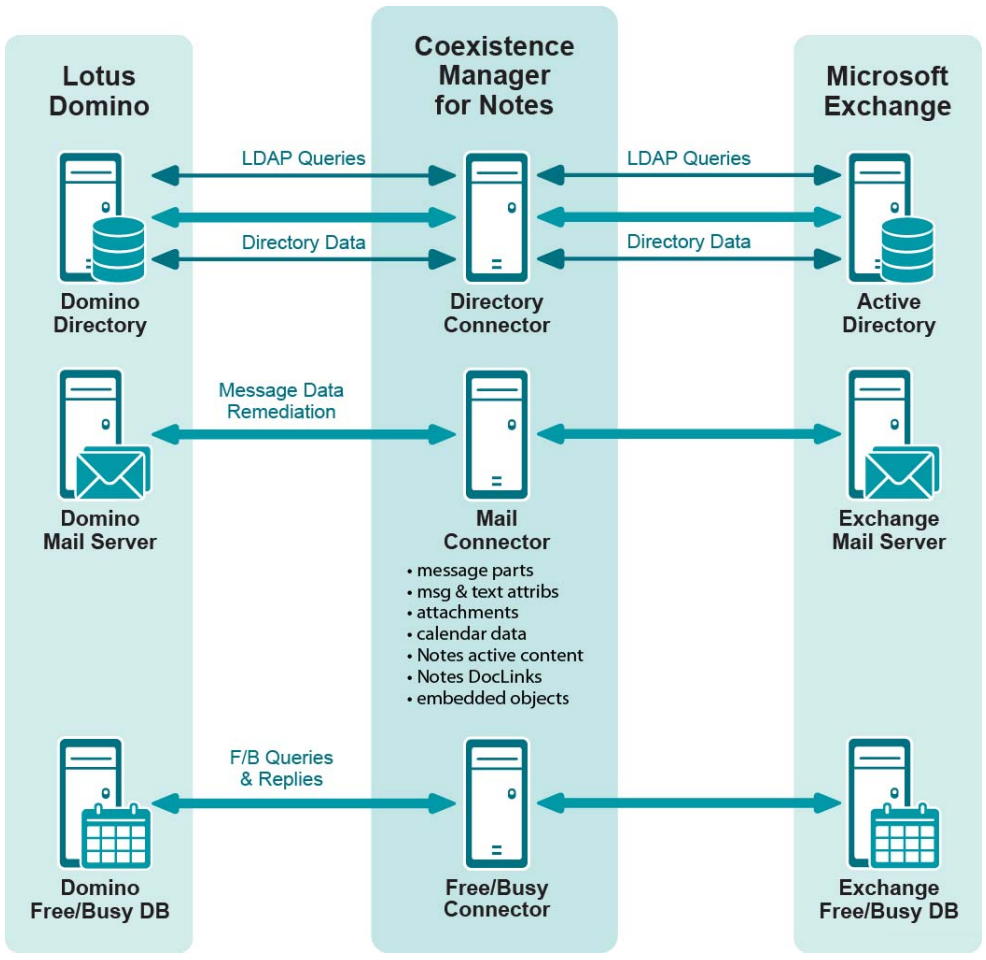 Lotus
Domino
Coexistence
Manager
for Notes
Microsoft
Exchange
LDAP Queries
LDAP Queries
Directory Data
Directory Data
Domino
Directory
Directory
Connector
Active
Directory
Message Data
Remediation
Domino
Mail Server
Mail
Connector
Exchange
Mail Server
• message parts
• msg & text attribs
• attachments
• calendar data
• Notes active content
• Notes DocLinks
• embedded objects
F/B Queries
& Replies
Domino
Free/Busy DB
Free/Busy
Connector
Exchange
Free/Busy DB